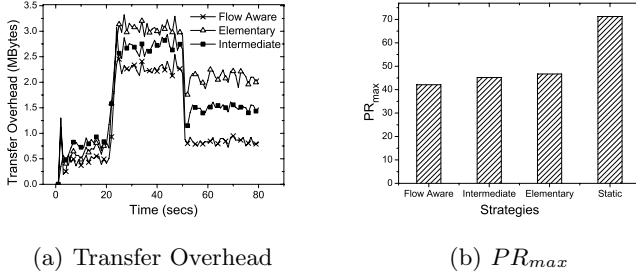 (a)
Flow Aware
Elementary
Intermediate
Transfer Overhead (MBytes)
3.5
3.0
2.5
2.0
1.5
1.0
0.5
0.0
0 20 40 60 80
Time (secs)
(a) Transfer Overhead
(b)
PRmax
70
60
50
40
30
20
10
0
Flow Aware Intermediate Elementary Static
Strategies
(b) PRmax